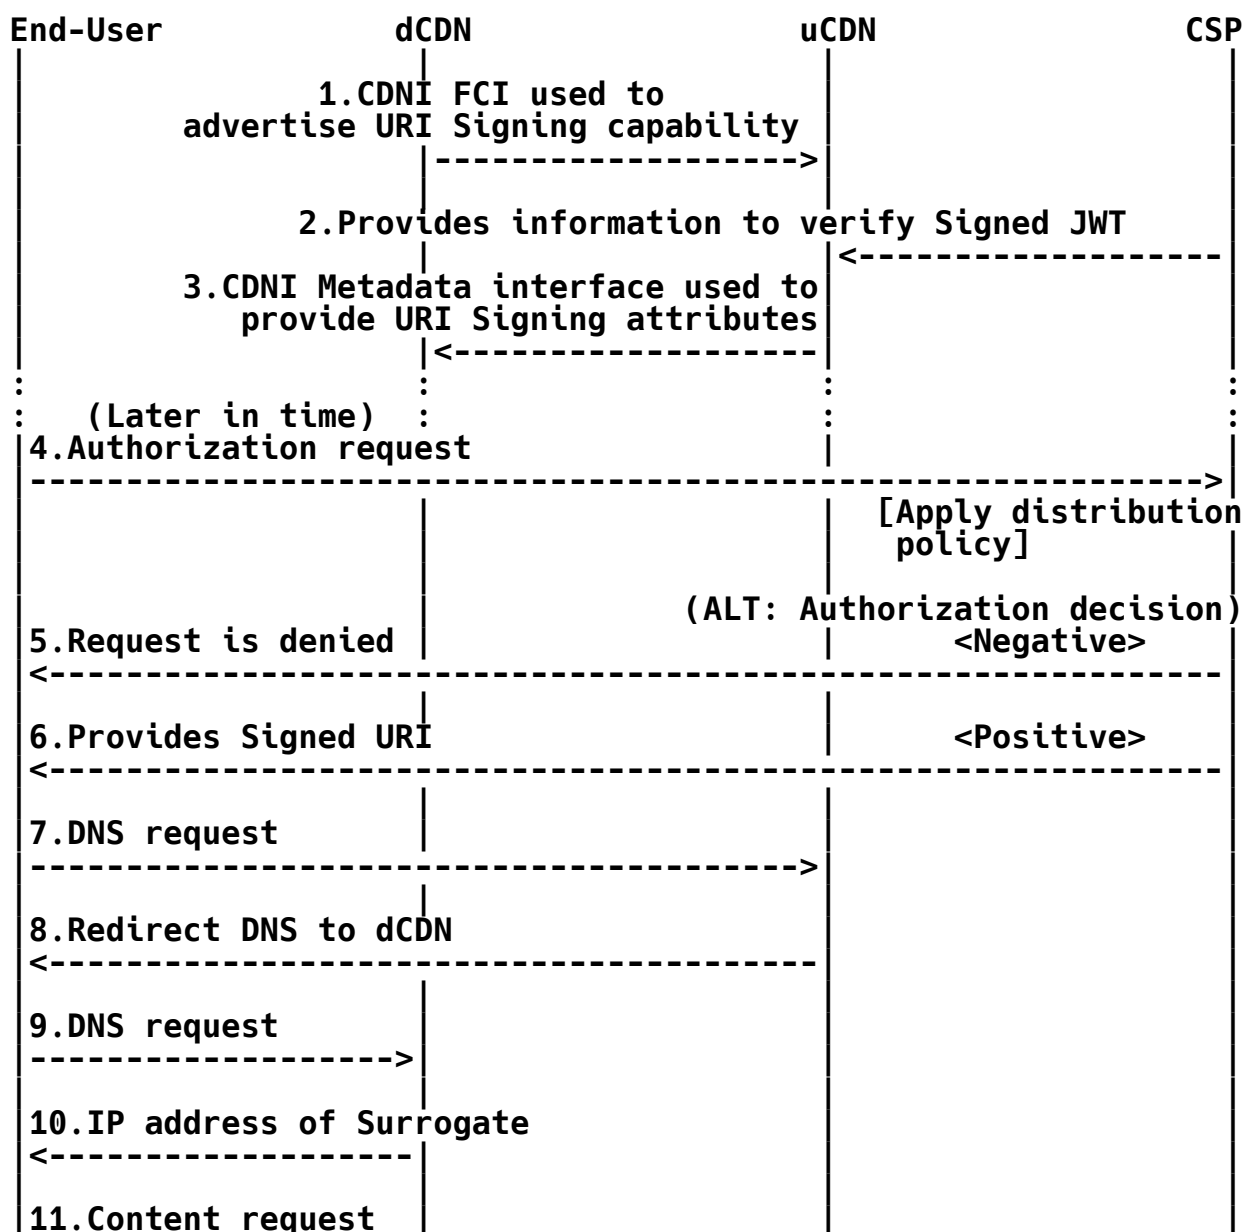 End-User dCDN uCDN CSP
1.CDNI FCI used to
advertise URI Signing capability
2.Provides information to verify Signed JWT
3.CDNI Metadata interface used to
provide URI Signing attributes
(Later in time)
4.Authorization request
[Apply distribution
policy]
(ALT: Authorization decision)
5.Request is denied <Negative>
6.Provides Signed URI <Positive>
7.DNS request
8.Redirect DNS to dCDN
9.DNS request
10.IP address of Surrogate
11.Content request